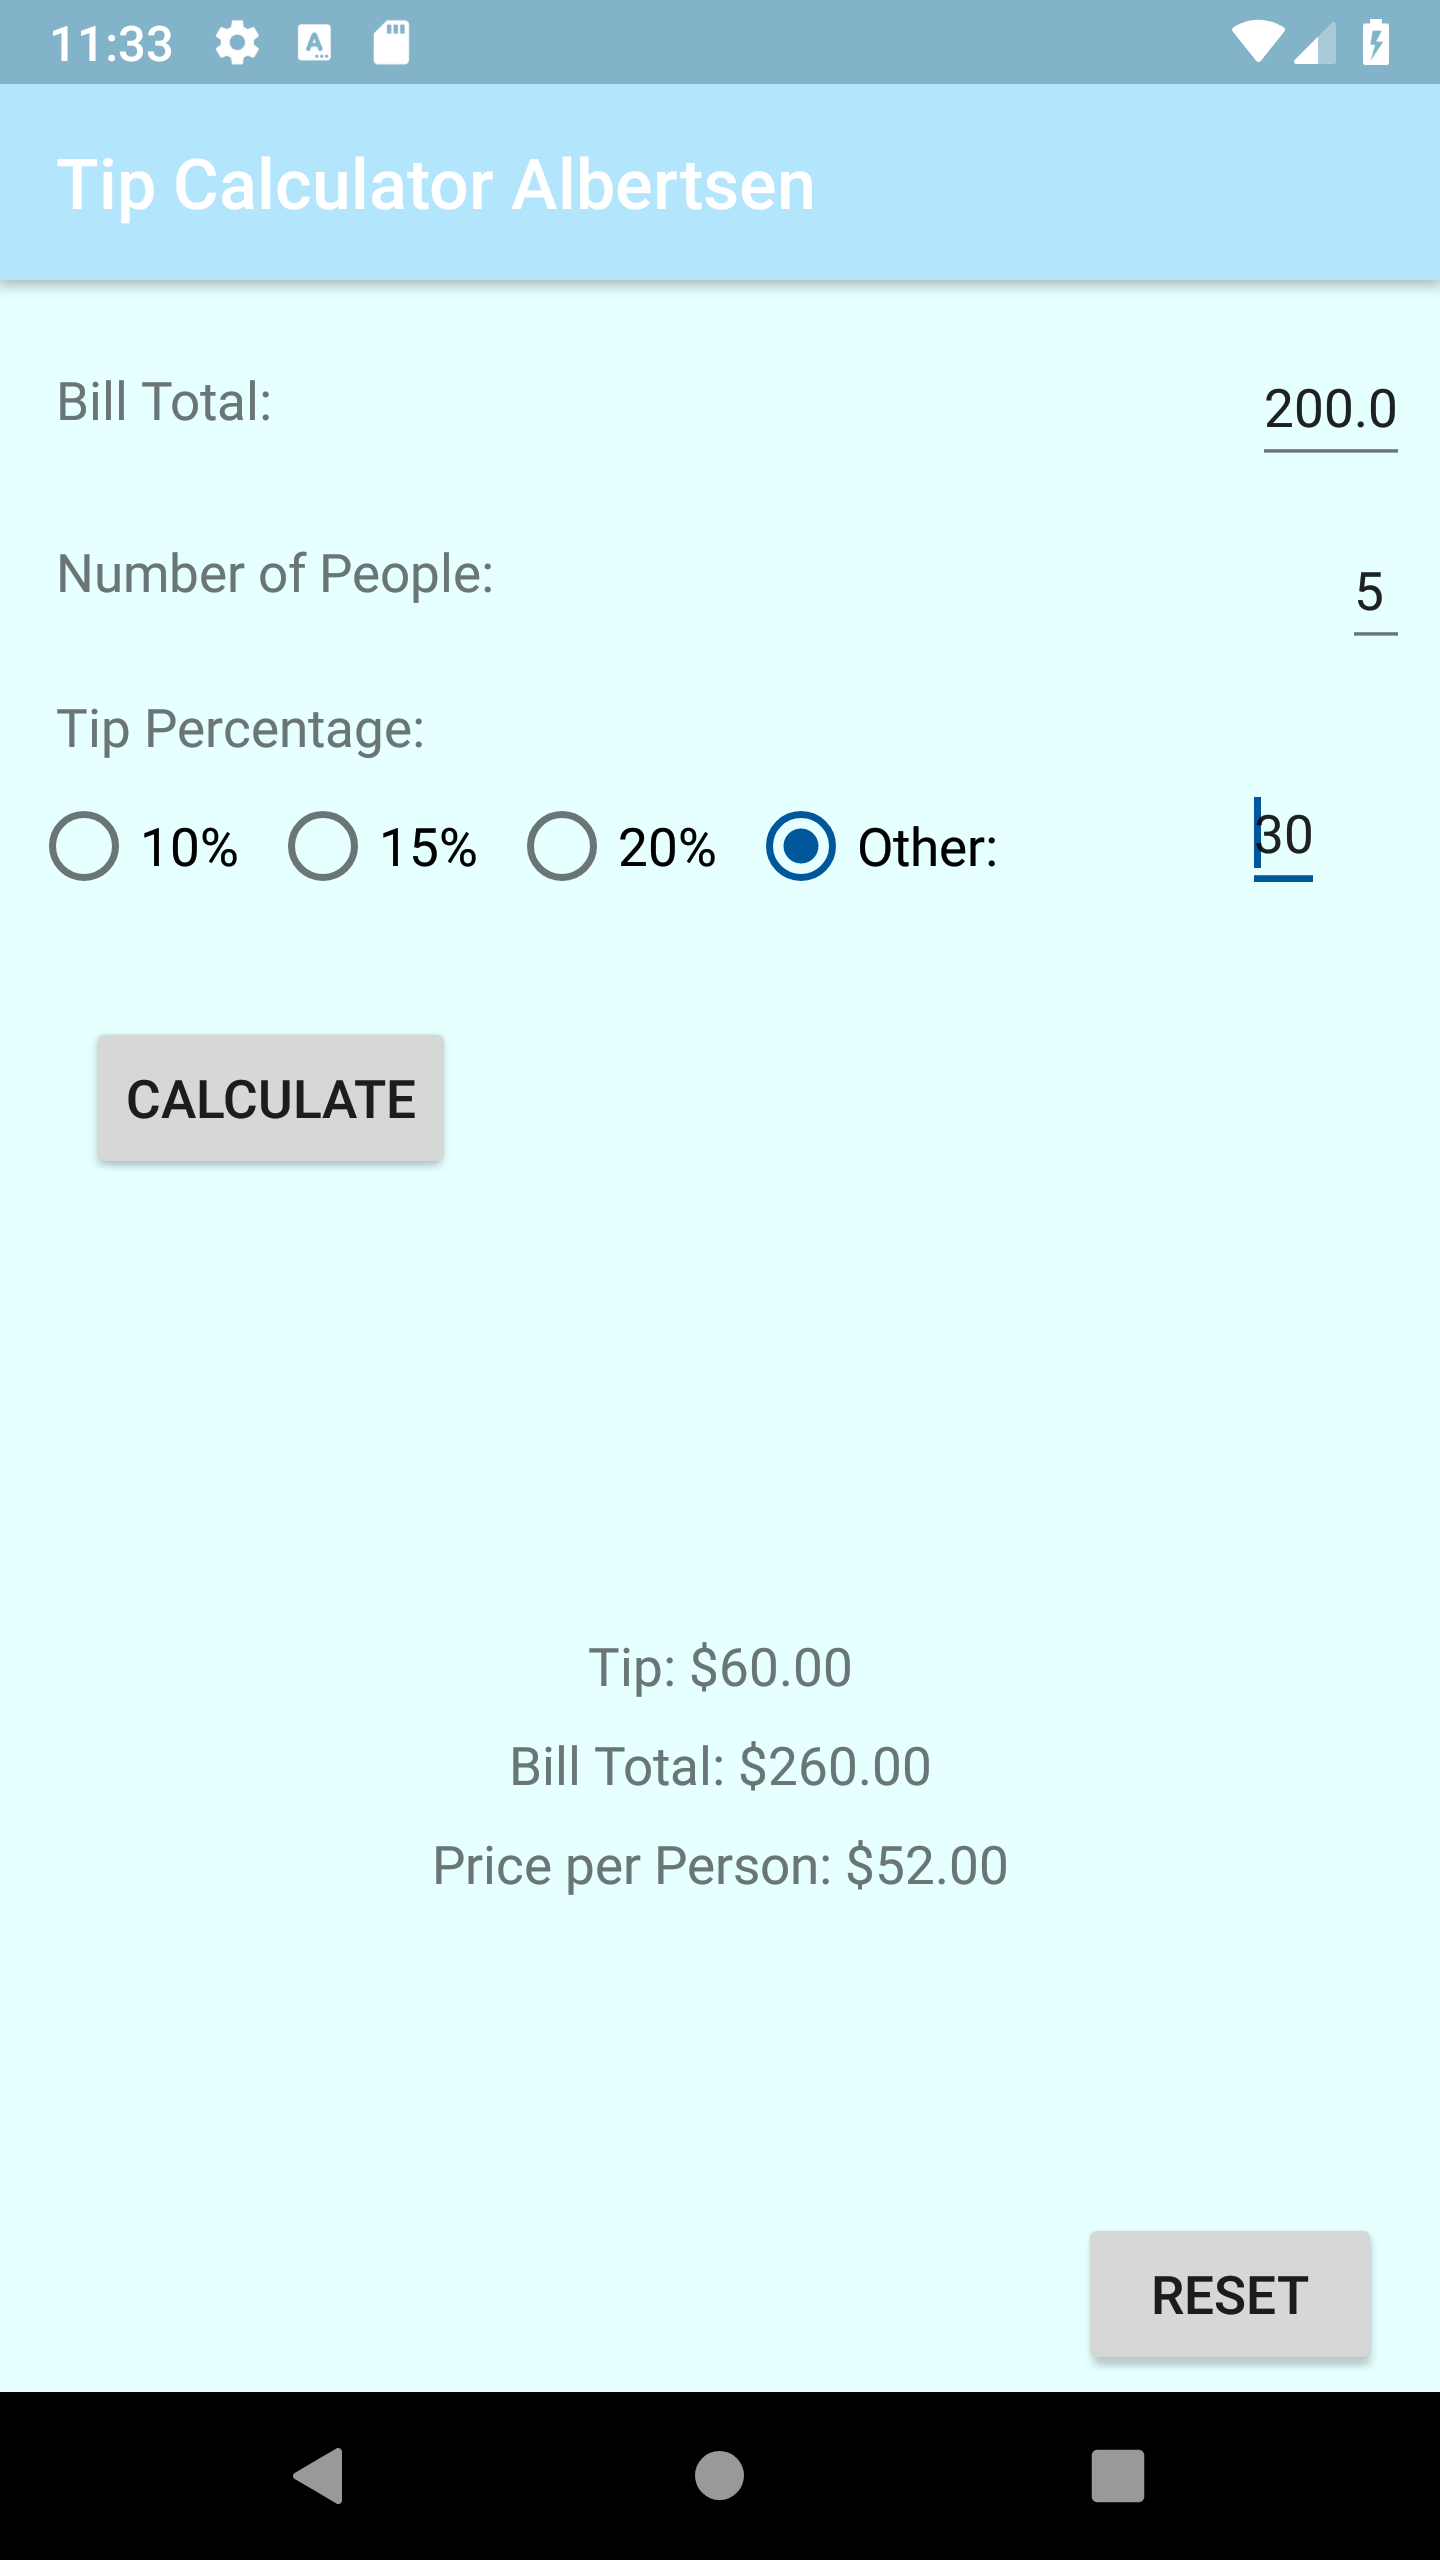 11:33
Tip Calculator Albertsen
Bill Total: 200.0
Number of People: 5
Tip Percentage:
10% 15% 20% Other: 30
CALCULATE
Tip: $60.00
Bill Total: $260.00
Price per Person: $52.00
RESET